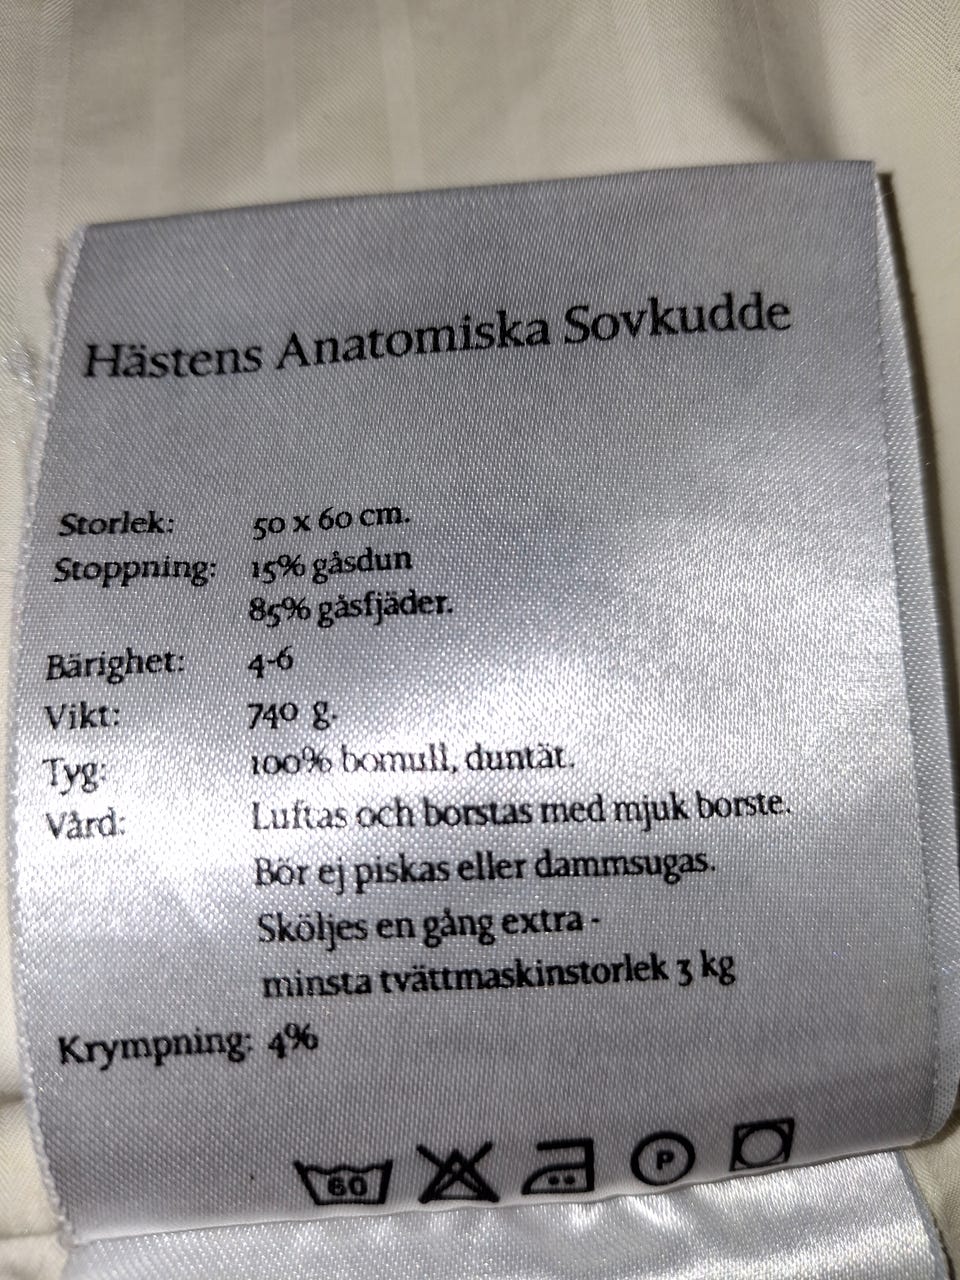 Hästens Anatomiska Sovkudde
Storlek: 50 x 60 cm.
Stoppning: 15% gåsdun
85% gåsfjäder.
Bärighet: 4-6
Vikt: 740 g.
Tyg: 100% bomull, duntät.
Vård: Luftas och borstas med mjuk borste.
Bör ej piskas eller dammsugas.
Sköljes en gång extra -
minsta tvättmaskinstorlek 3 kg
Krympning: 4%
60 P